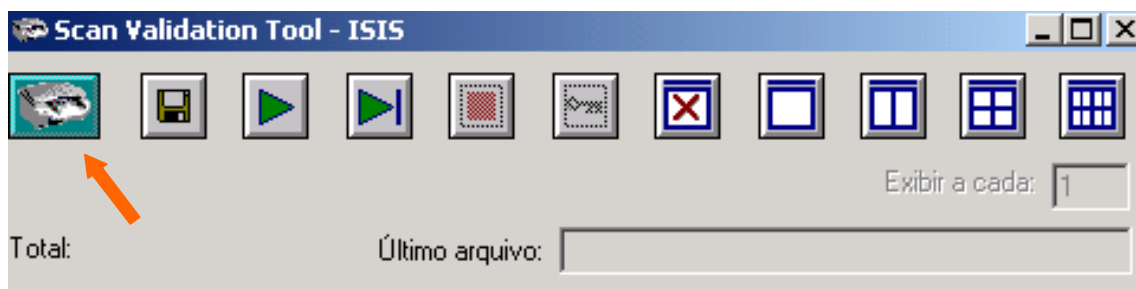 Scan Validation Tool - ISIS
Exibir a cada: 1
Total:
Último arquivo: